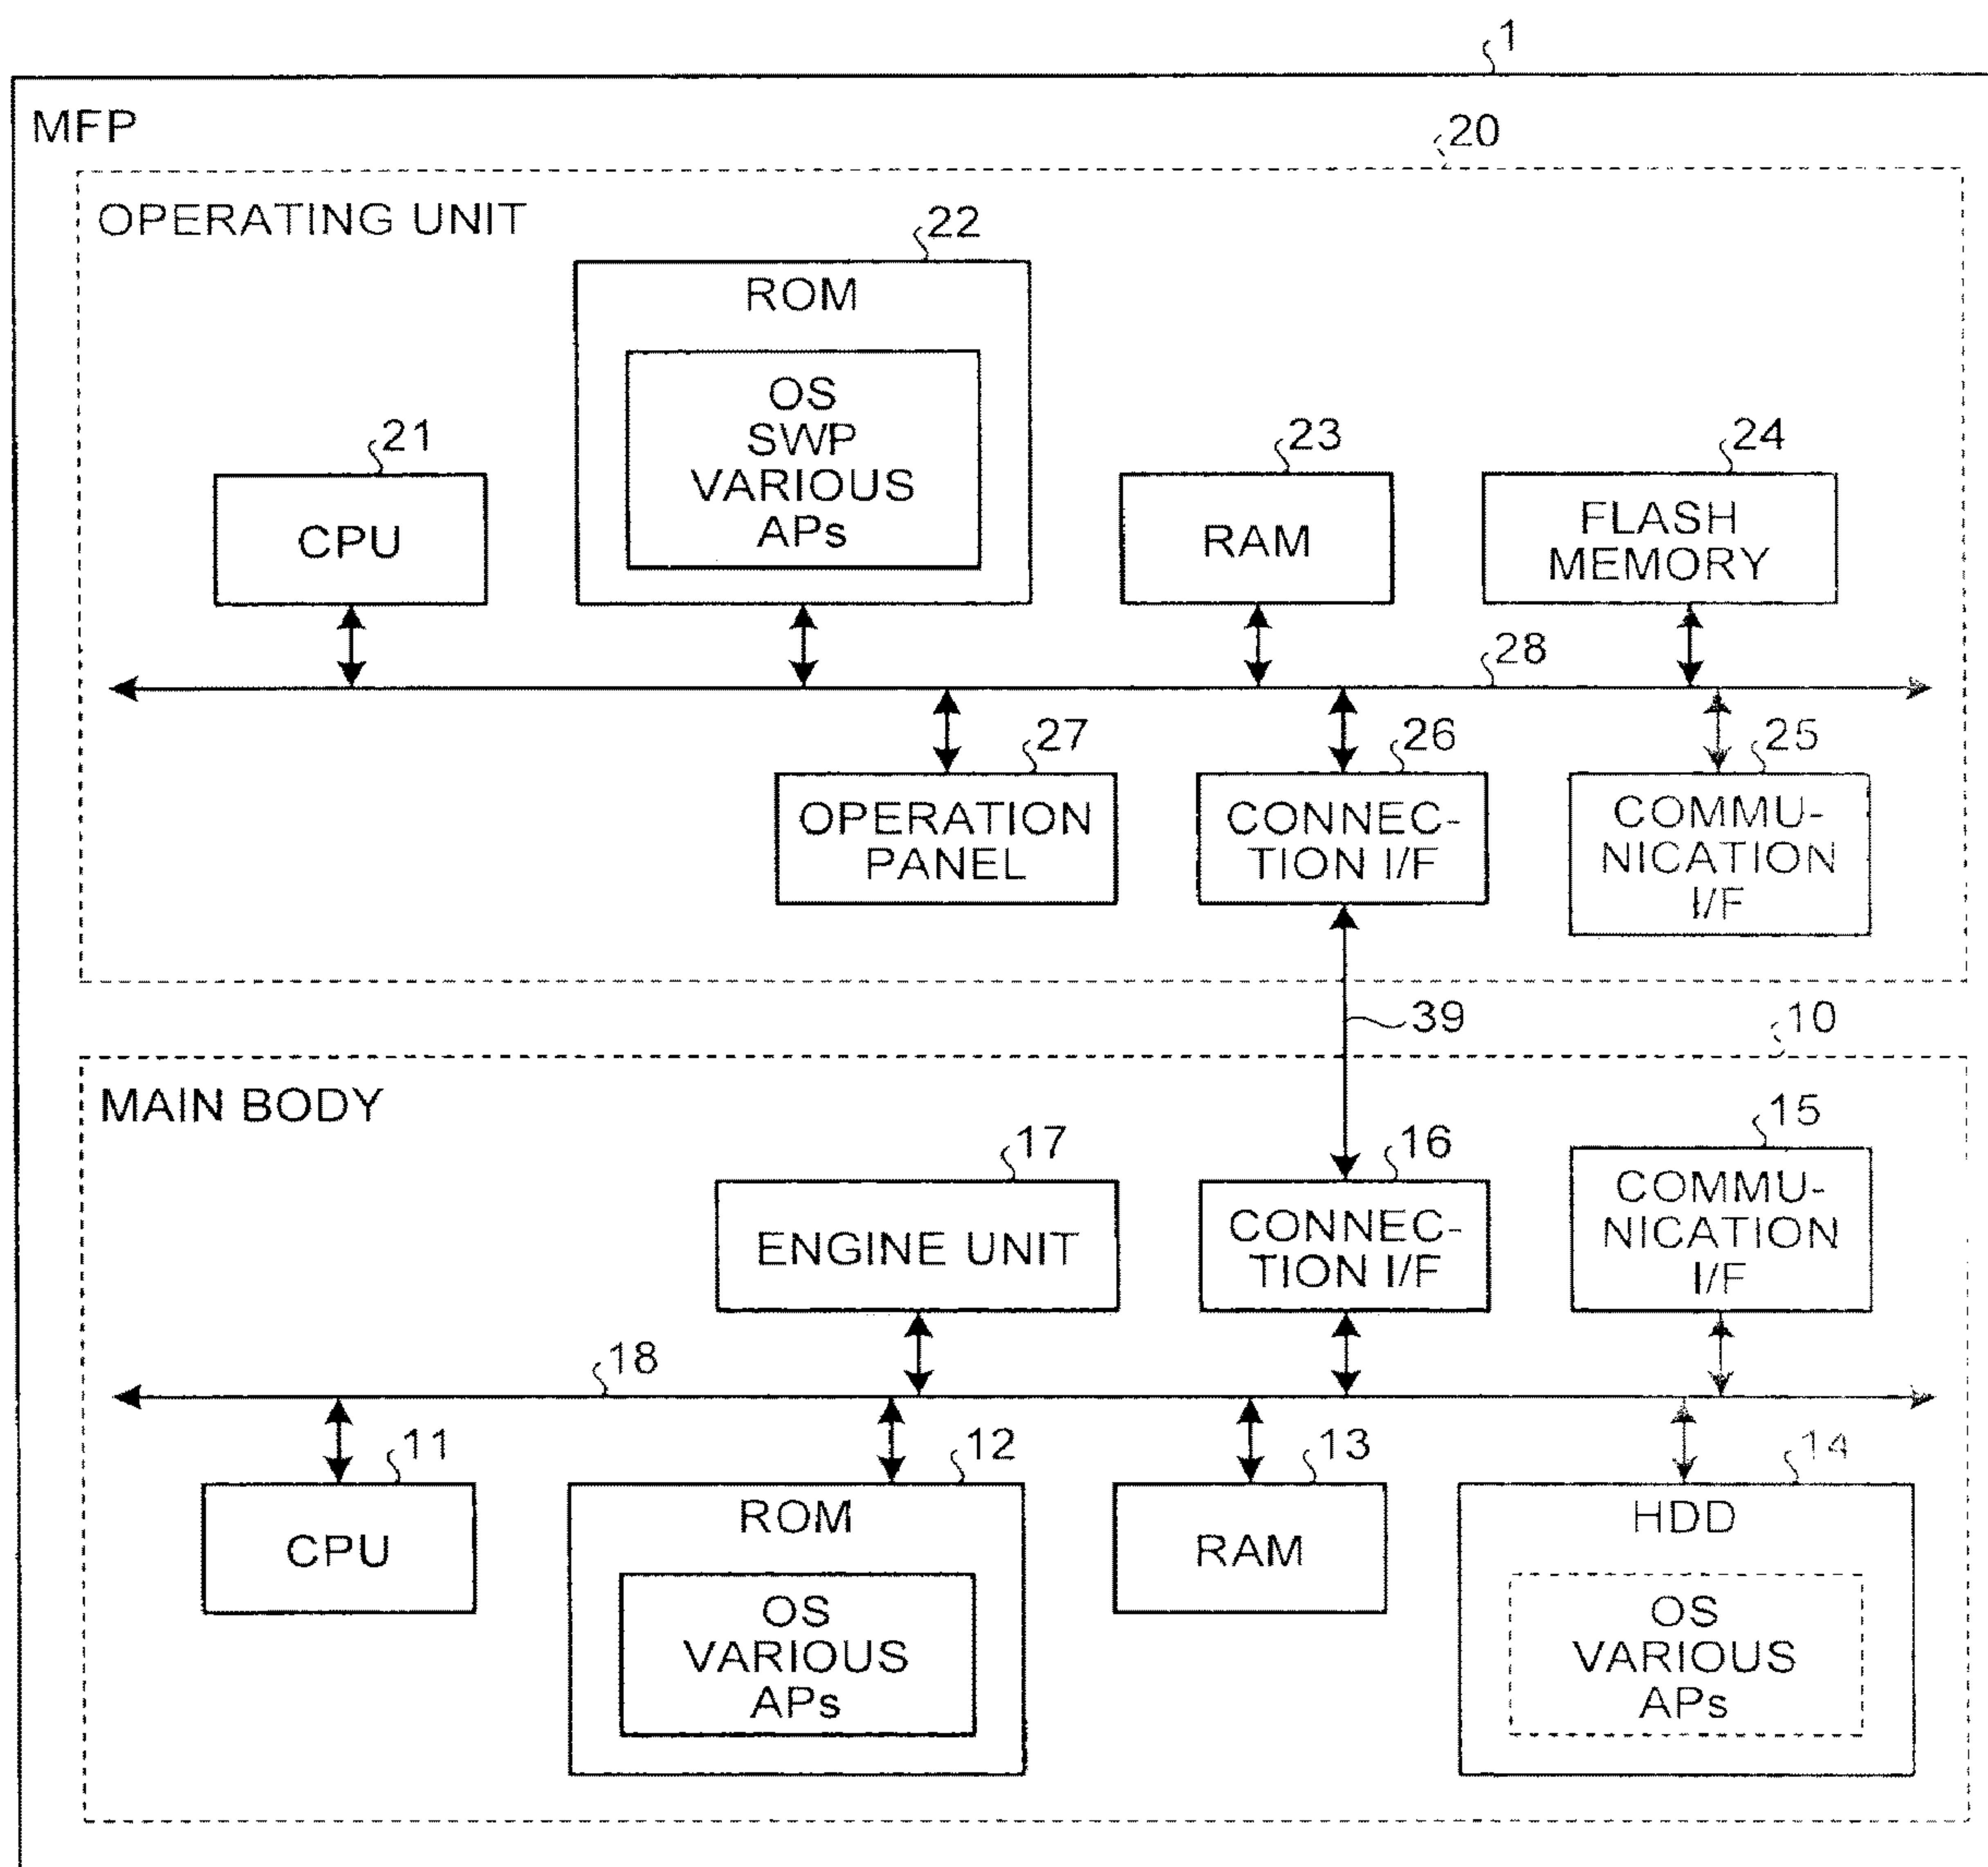 1
MFP
20
OPERATING UNIT
22
ROM
OS
SWP
VARIOUS
APs
21
CPU
23
RAM
24
FLASH
MEMORY
28
27
OPERATION
PANEL
26
CONNEC-
TION I/F
25
COMMU-
NICATION
I/F
39
10
MAIN BODY
17
ENGINE UNIT
16
CONNEC-
TION I/F
15
COMMU-
NICATION
I/F
18
11
CPU
12
ROM
OS
VARIOUS
APs
13
RAM
14
HDD
OS
VARIOUS
APs